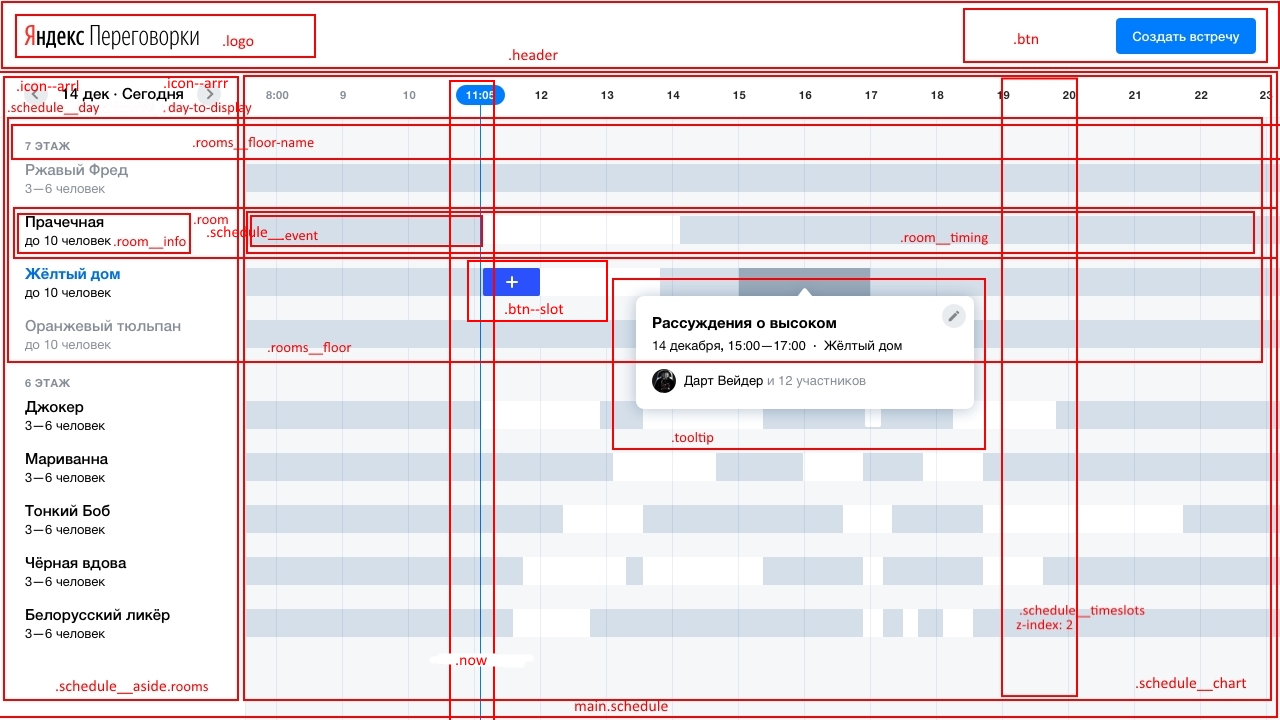 Яндекс Переговорки
.logo
.header
.btn
Создать встречу
.icon--arrl
.icon--arrr
14 дек · Сегодня
.schedule__day
.day-to-display
8:00 9 10 11:05 12 13 14 15 16 17 18 19 20 21 22 23
7 ЭТАЖ
.rooms__floor-name
Ржавый Фред
3—6 человек
Прачечная
.room
до 10 человек
.room__info
.schedule__event
.room__timing
Жёлтый дом
до 10 человек
+
.btn--slot
Оранжевый тюльпан
до 10 человек
.rooms__floor
Рассуждения о высоком
14 декабря, 15:00—17:00 · Жёлтый дом
Дарт Вейдер и 12 участников
.tooltip
6 ЭТАЖ
Джокер
3—6 человек
Мариванна
3—6 человек
Тонкий Боб
3—6 человек
Чёрная вдова
3—6 человек
Белорусский ликёр
3—6 человек
.schedule__timeslots
z-index: 2
.now
.schedule__aside.rooms
.schedule__chart
main.schedule